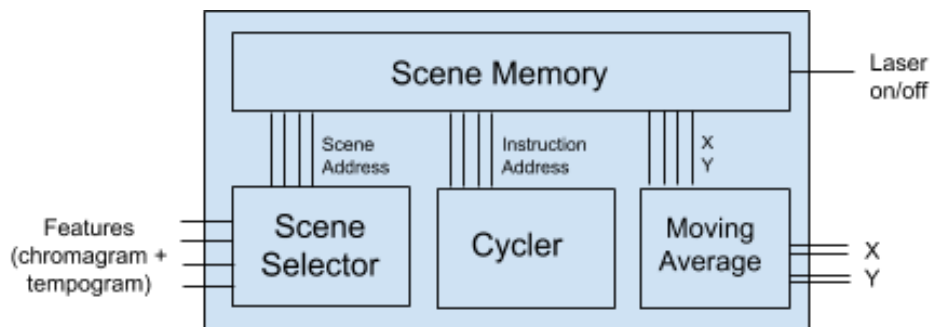 Scene Memory
Laser
on/off
Scene
Address
Instruction
Address
X
Y
Features
(chromagram +
tempogram)
Scene
Selector
Cycler
Moving
Average
X
Y